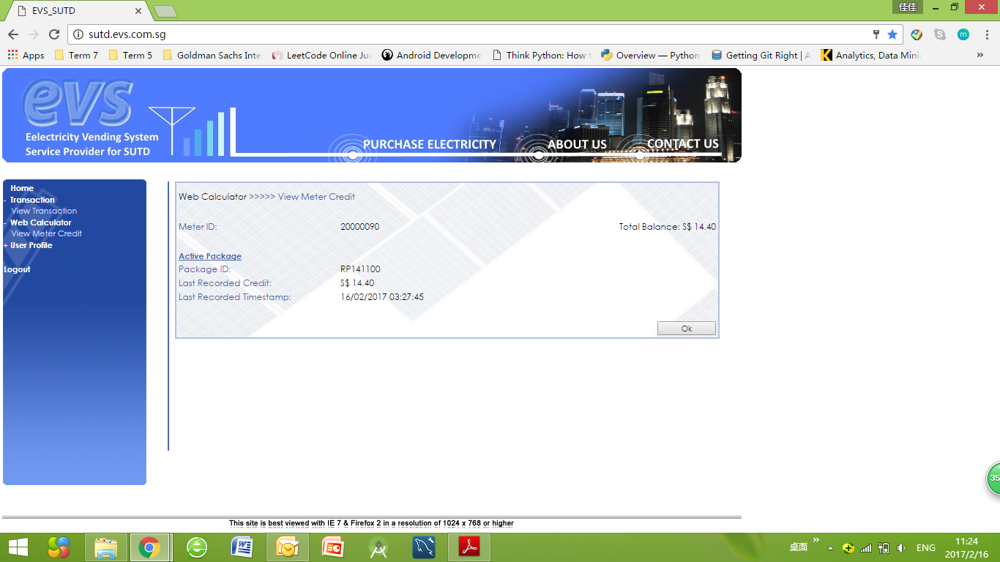 EVS_SUTD
佳佳
sutd.evs.com.sg
Apps
Term 7
Term 5
Goldman Sachs Inte
LeetCode Online Juc
Android Developme
Think Python: How t
Overview — Python
Getting Git Right | A
Analytics, Data Mini
»
evs
Eelectricity Vending System
Service Provider for SUTD
PURCHASE ELECTRICITY
ABOUT US
CONTACT US
Home
- Transaction
View Transaction
- Web Calculator
View Meter Credit
+ User Profile
Logout
Web Calculator >>>>> View Meter Credit
Meter ID: 20000090 Total Balance: S$ 14.40
Active Package
Package ID: RP141100
Last Recorded Credit: S$ 14.40
Last Recorded Timestamp: 16/02/2017 03:27:45
Ok
35
This site is best viewed with IE 7 & Firefox 2 in a resolution of 1024 x 768 or higher
桌面 » ENG 11:24
2017/2/16